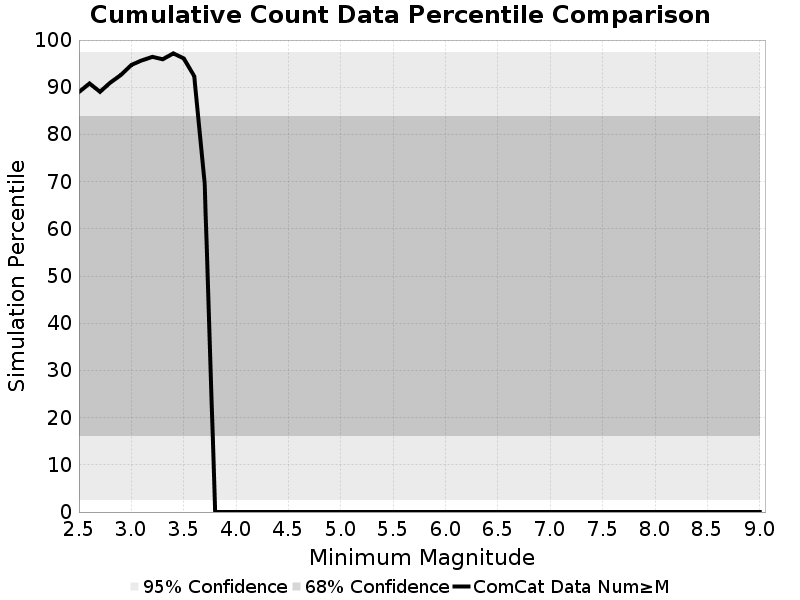 Cumulative Count Data Percentile Comparison
Simulation Percentile
100
90
80
70
60
50
40
30
20
10
0
2.5 3.0 3.5 4.0 4.5 5.0 5.5 6.0 6.5 7.0 7.5 8.0 8.5 9.0
Minimum Magnitude
95% Confidence 68% Confidence ComCat Data Num≥M